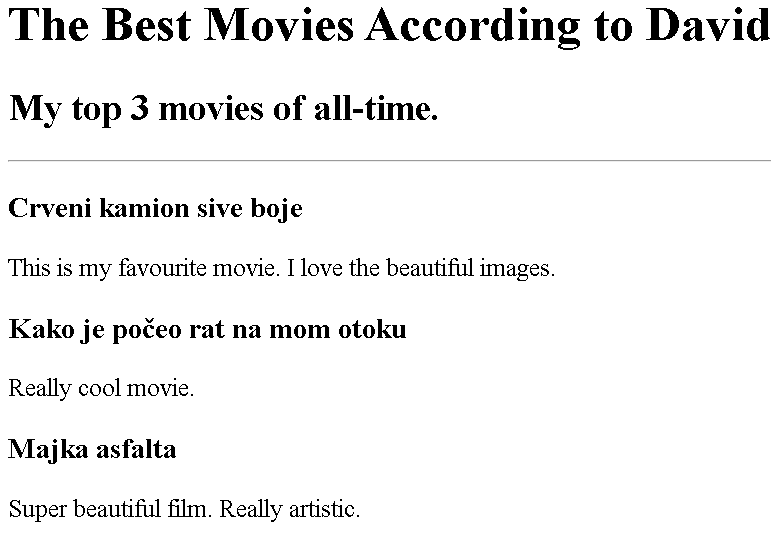 The Best Movies According to David
My top 3 movies of all-time.
Crveni kamion sive boje
This is my favourite movie. I love the beautiful images.
Kako je počeo rat na mom otoku
Really cool movie.
Majka asfalta
Super beautiful film. Really artistic.